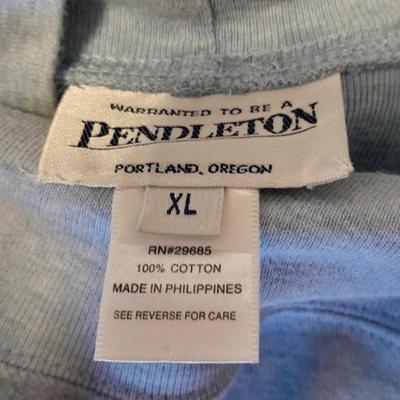 WARRANTED TO BE A
PENDLETON
PORTLAND, OREGON
XL
RN#29685
100% COTTON
MADE IN PHILIPPINES
SEE REVERSE FOR CARE